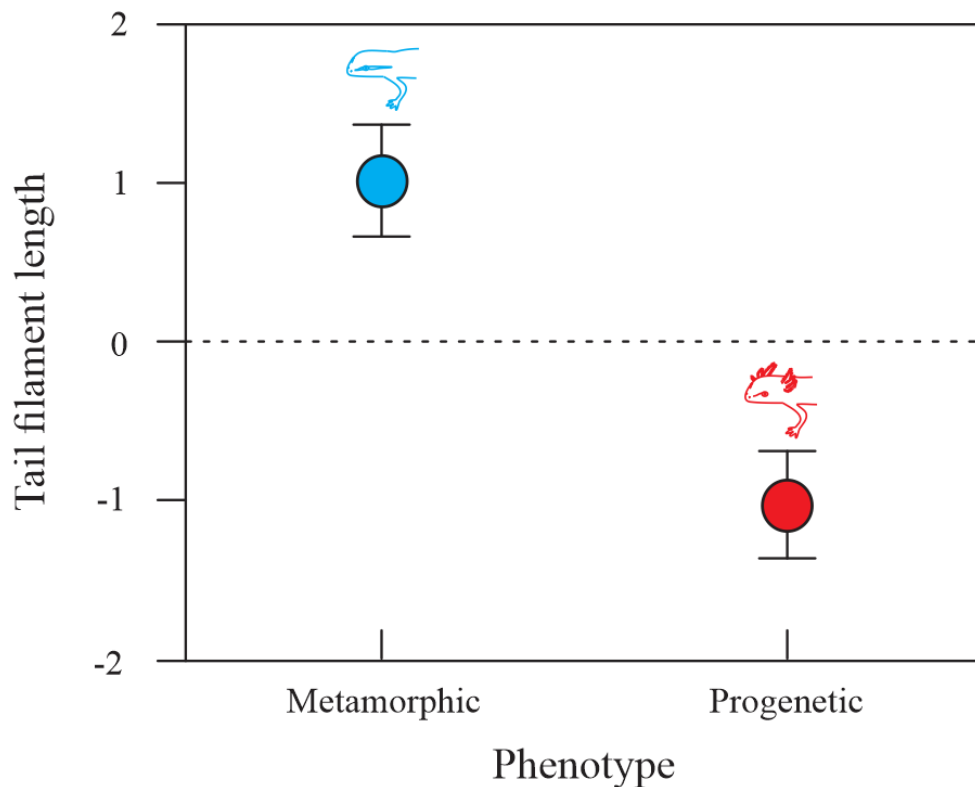 2
1
0
-1
-2
Tail filament length
Metamorphic
Progenetic
Phenotype